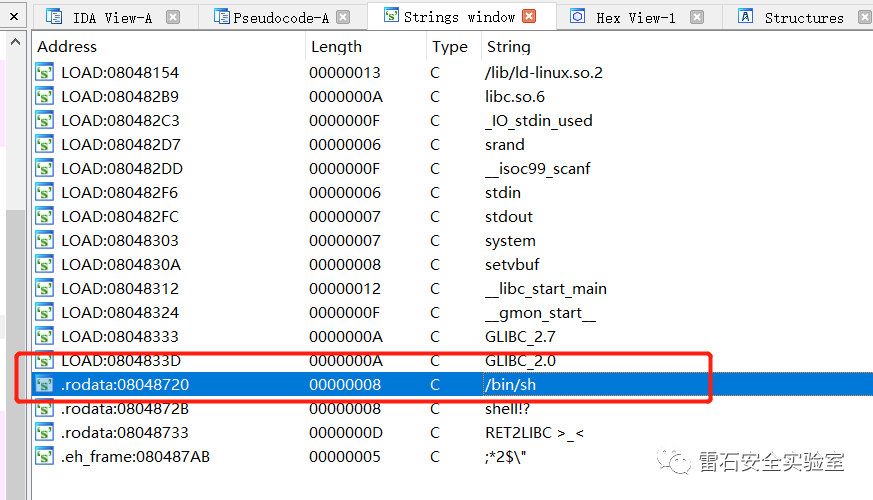 IDA View-A Pseudocode-A Strings window Hex View-1 Structures
Address Length Type String
LOAD:08048154 00000013 C /lib/ld-linux.so.2
LOAD:080482B9 0000000A C libc.so.6
LOAD:080482C3 0000000F C _IO_stdin_used
LOAD:080482D7 00000006 C srand
LOAD:080482DD 0000000F C __isoc99_scanf
LOAD:080482F6 00000006 C stdin
LOAD:080482FC 00000007 C stdout
LOAD:08048303 00000007 C system
LOAD:0804830A 00000008 C setvbuf
LOAD:08048312 00000012 C __libc_start_main
LOAD:08048324 0000000F C __gmon_start__
LOAD:08048333 0000000A C GLIBC_2.7
LOAD:0804833D 0000000A C GLIBC_2.0
.rodata:08048720 00000008 C /bin/sh
.rodata:0804872B 00000008 C shell!?
.rodata:08048733 0000000D C RET2LIBC >_<
.eh_frame:080487AB 00000005 C ;*2$\"
雷石安全实验室